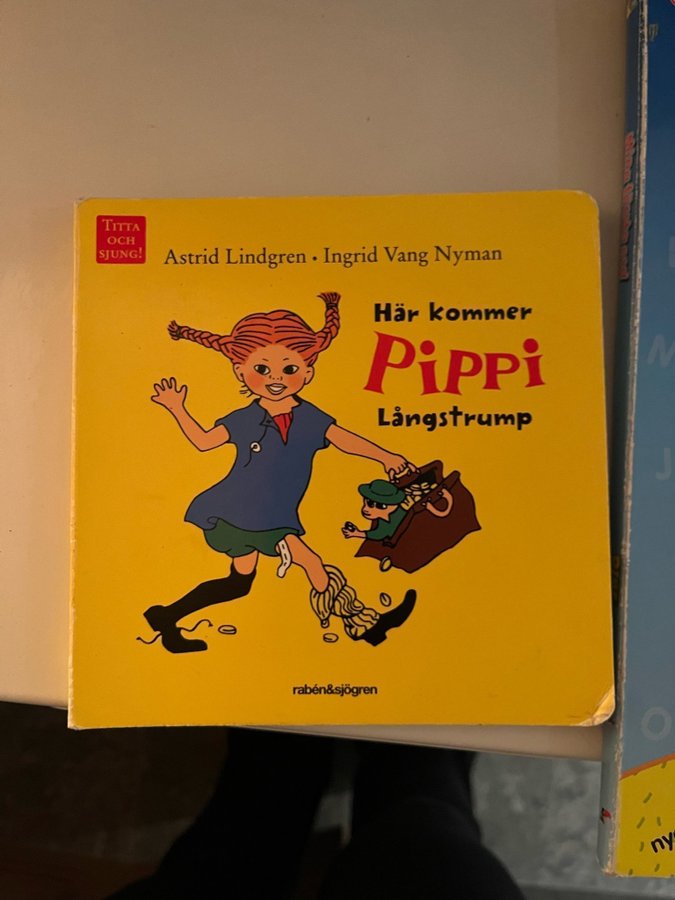 TITTA
OCH
SJUNG!
Astrid Lindgren • Ingrid Vang Nyman
Här kommer
PiPPi
Långstrump
rabén&sjögren